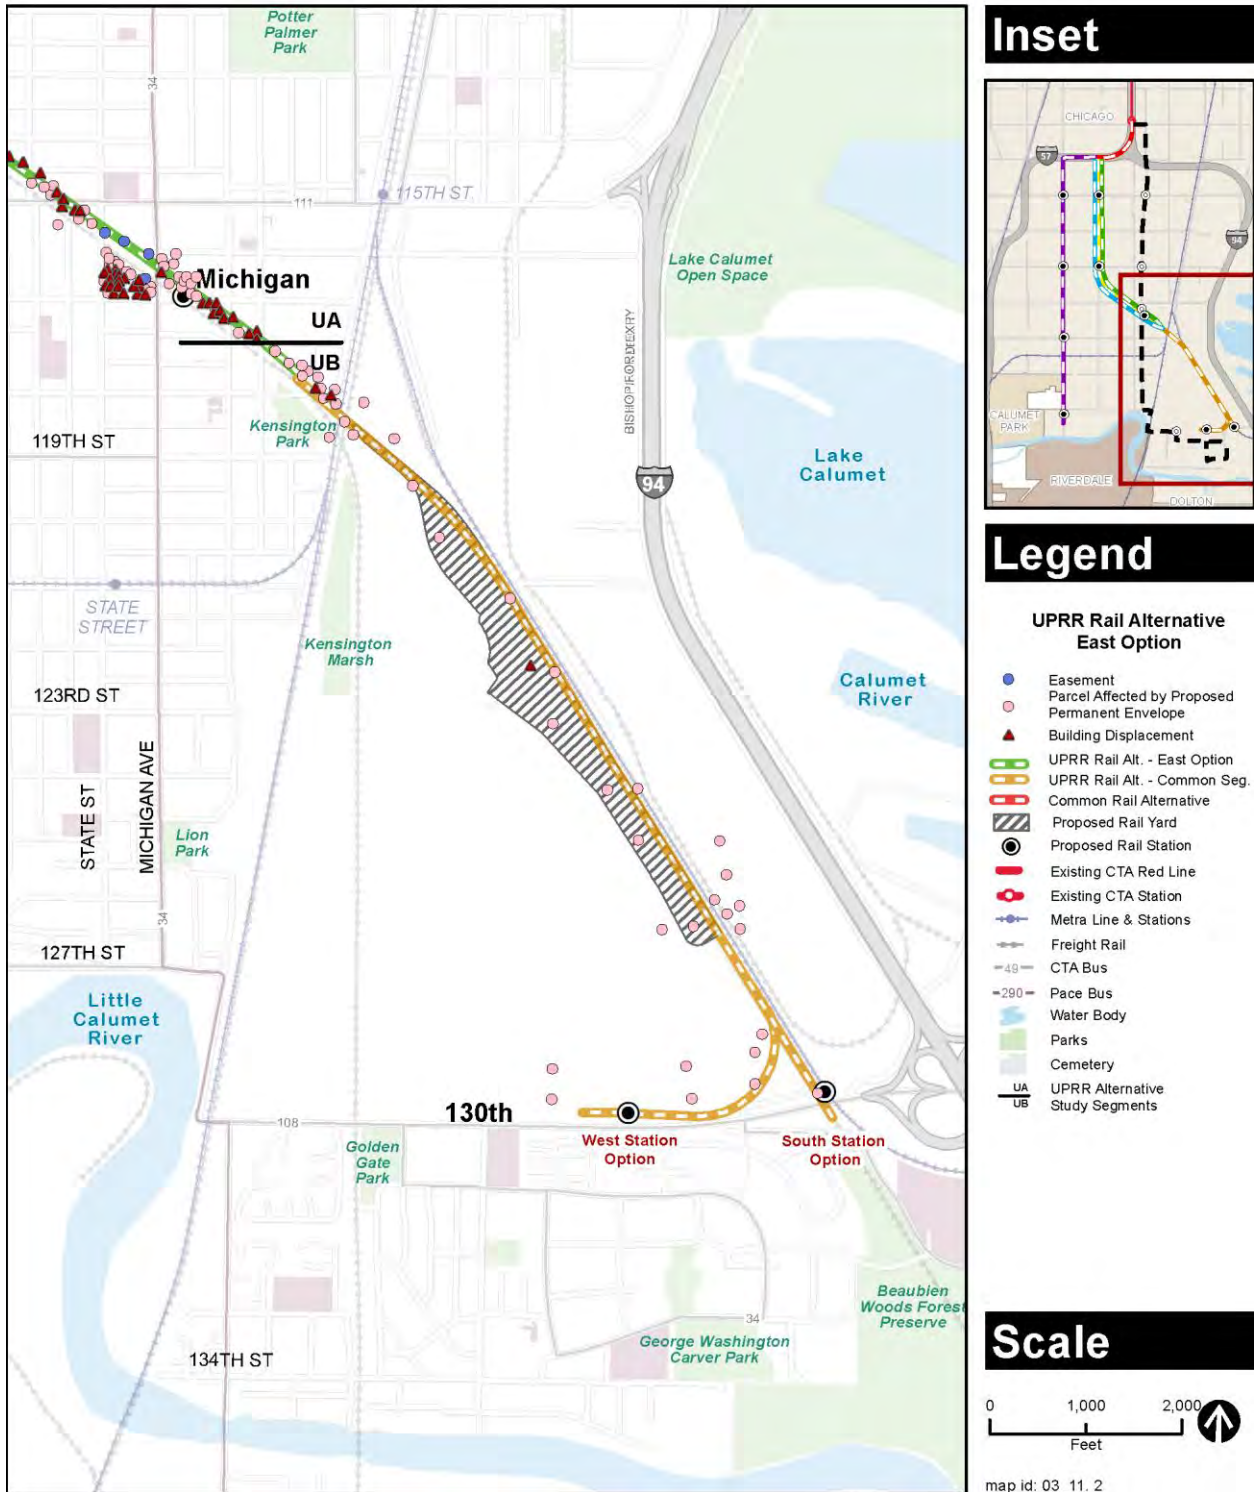 Potter
Palmer
Park
34
115TH ST.
111
Michigan
Lake Calumet
Open Space
UA
UB
Kensington
Park
119TH ST
94
Lake
Calumet
STATE
STREET
Kensington
Marsh
123RD ST
Calumet
River
STATE ST
MICHIGAN AVE
Lion
Park
34
127TH ST
Little
Calumet
River
130th
108
West Station
Option
South Station
Option
Golden
Gate
Park
Beaubien
Woods Forest
Preserve
34
George Washington
Carver Park
134TH ST
Inset
CHICAGO
57
94
CALUMET
PARK
RIVERDALE
DOLTON
Legend
UPRR Rail Alternative
East Option
Easement
Parcel Affected by Proposed
Permanent Envelope
Building Displacement
UPRR Rail Alt. - East Option
UPRR Rail Alt. - Common Seg.
Common Rail Alternative
Proposed Rail Yard
Proposed Rail Station
Existing CTA Red Line
Existing CTA Station
Metra Line & Stations
Freight Rail
49 CTA Bus
290 Pace Bus
Water Body
Parks
Cemetery
UA UPRR Alternative
UB Study Segments
Scale
0 1,000 2,000
Feet
map id: 03_11. 2